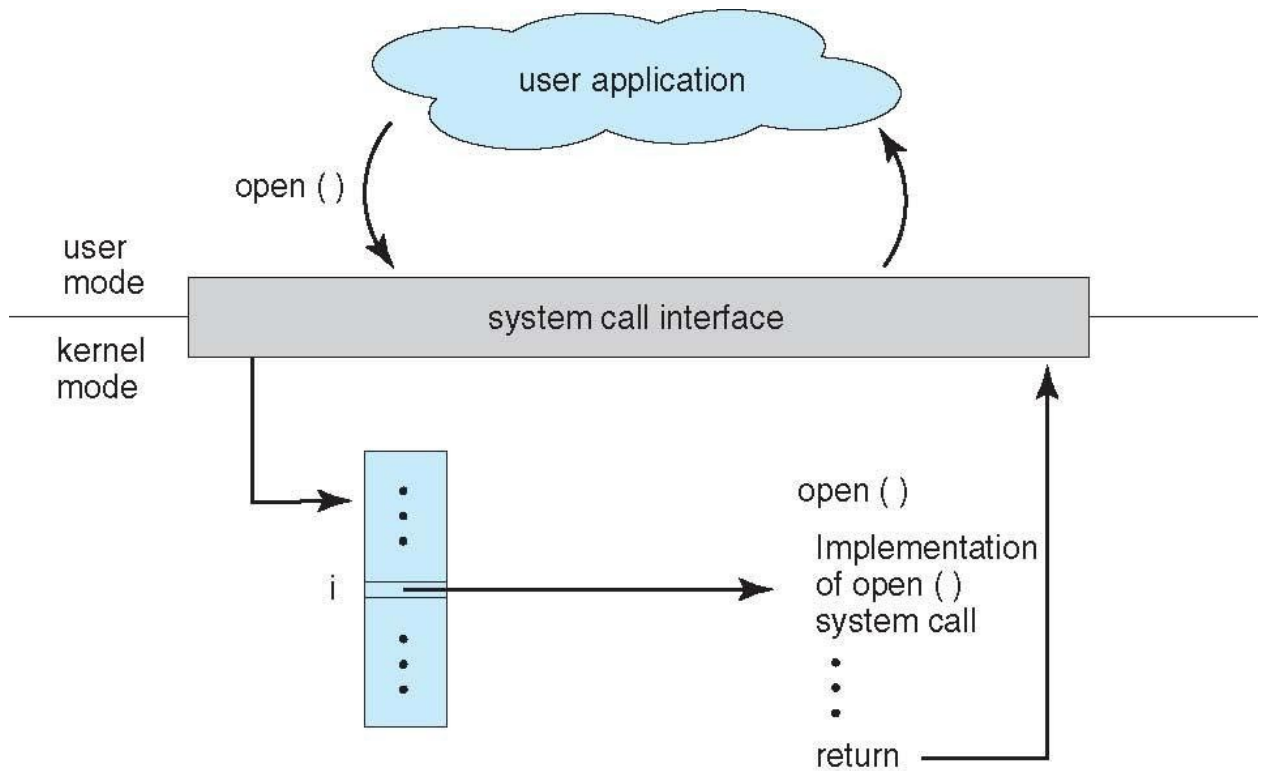 user application
open ( )
user
mode
system call interface
kernel
mode
open ( )
i
Implementation
of open ( )
system call
return